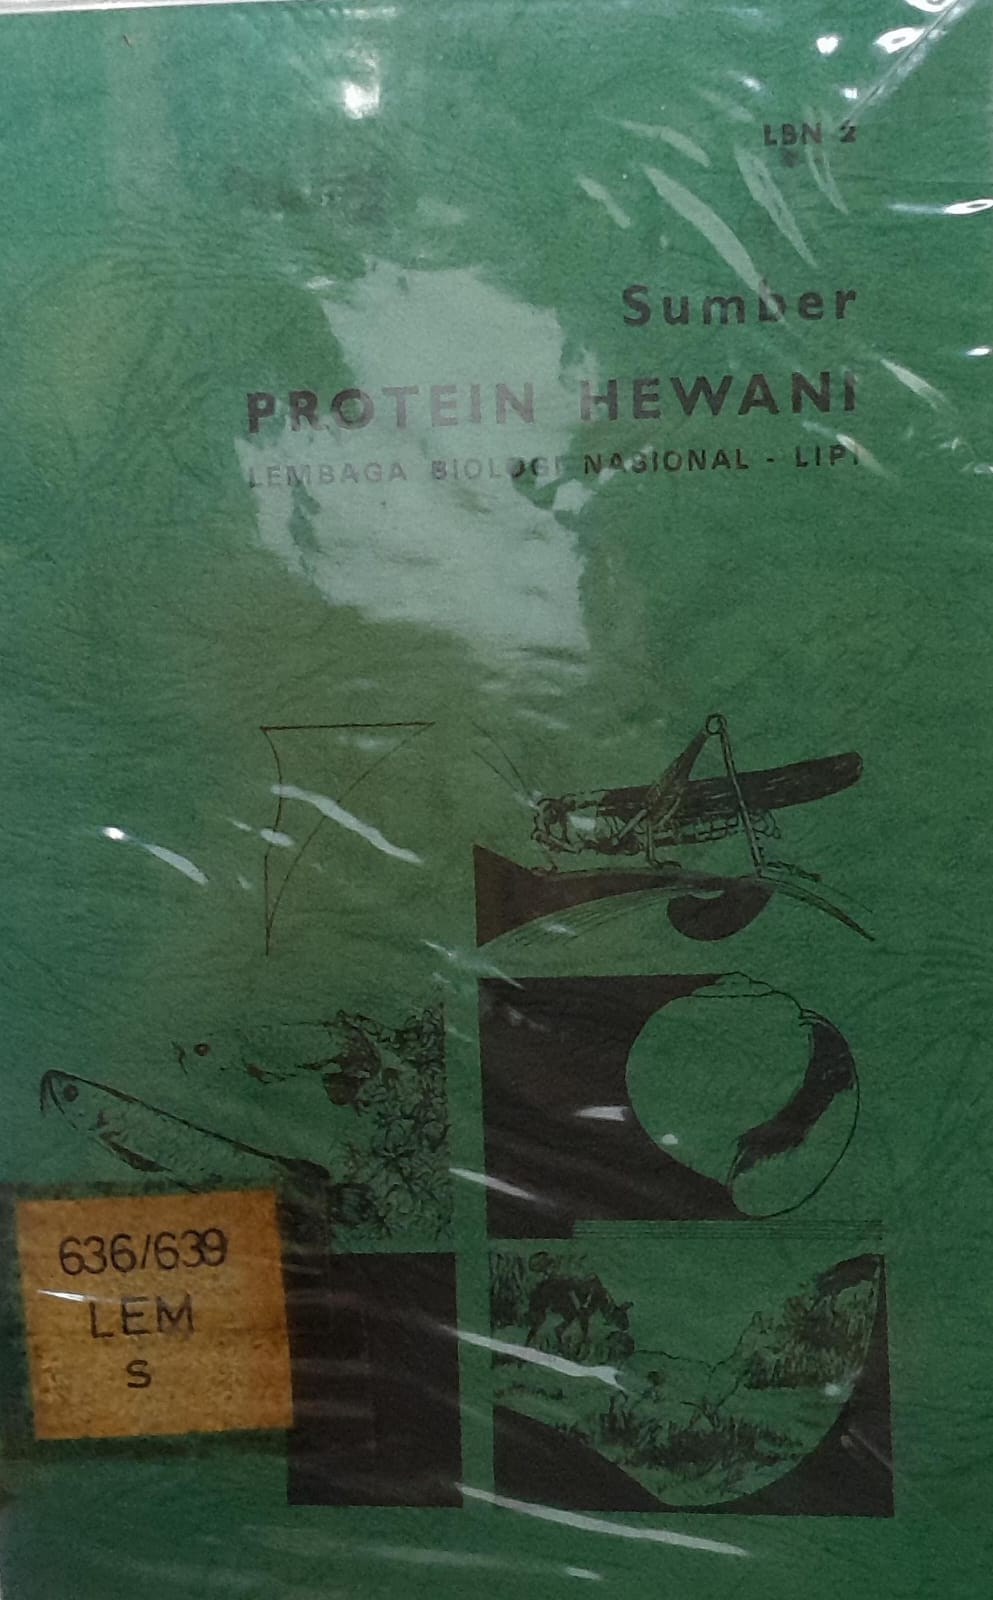 LBN 2
Sumber
PROTEIN HEWANI
LEMBAGA BIOLOGI NASIONAL - LIPI
636/639
LEM
S